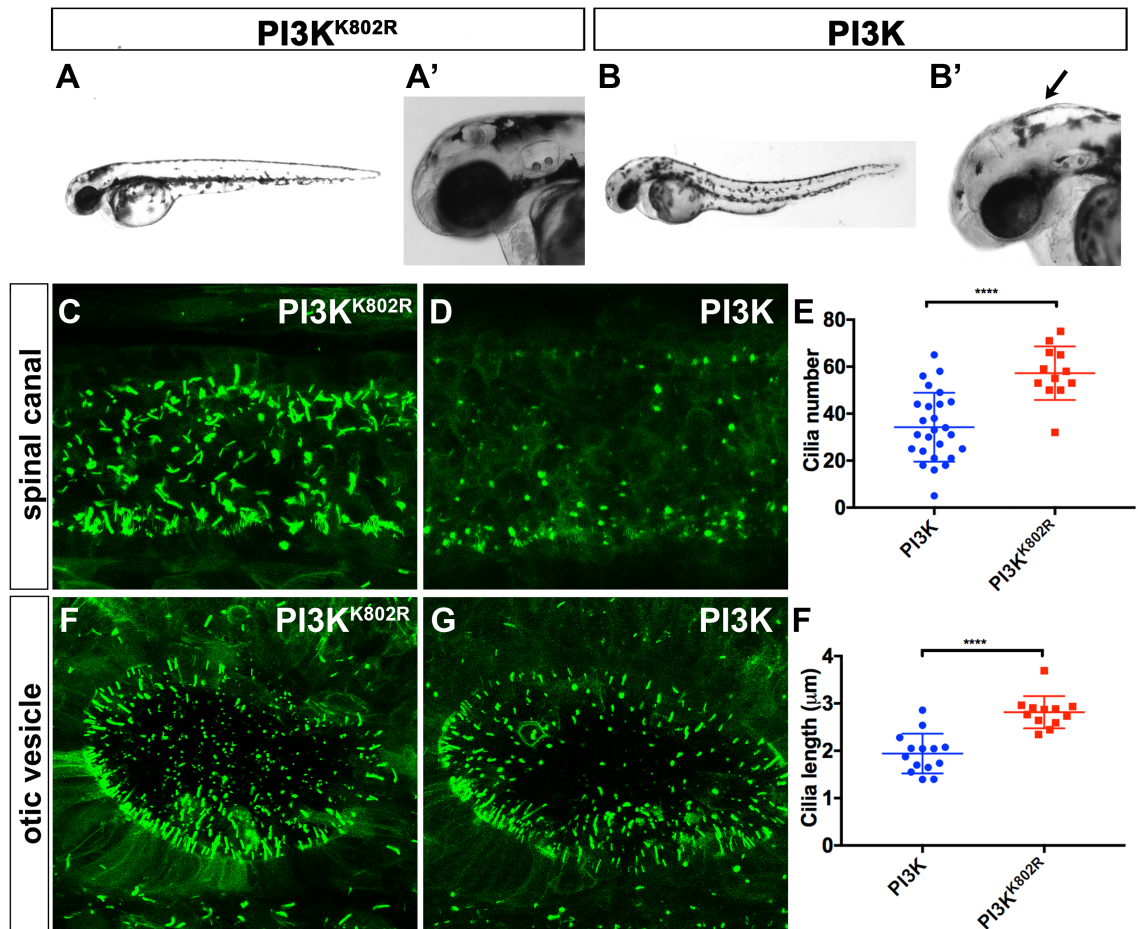 PI3K^K802R
PI3K
A
A’
B
B’
spinal canal
C
PI3K^K802R
D
PI3K
E
****
Cilia number
80
60
40
20
0
PI3K
PI3K^K802R
otic vesicle
F
PI3K^K802R
G
PI3K
F
****
Cilia length (μm)
4
3
2
1
0
PI3K
PI3K^K802R